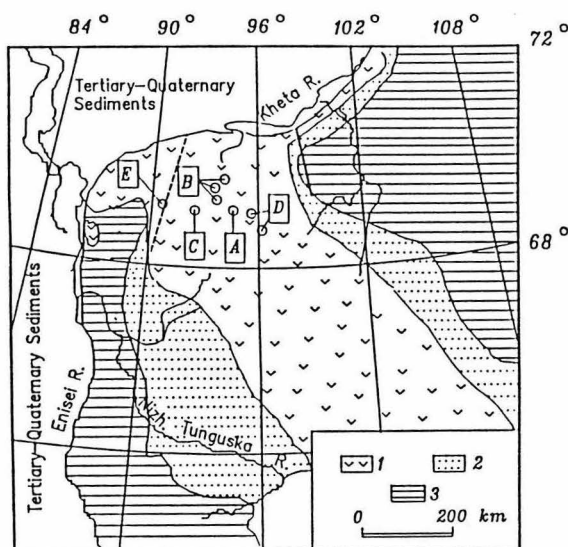 84° 90° 96° 102° 108°
72°
Tertiary-Quaternary
Sediments
Kheta R.
E
B
D
C
A
68°
Tertiary-Quaternary Sediments
Enisei R.
Nizh. Tunguska
R.
1
2
3
0 200 km